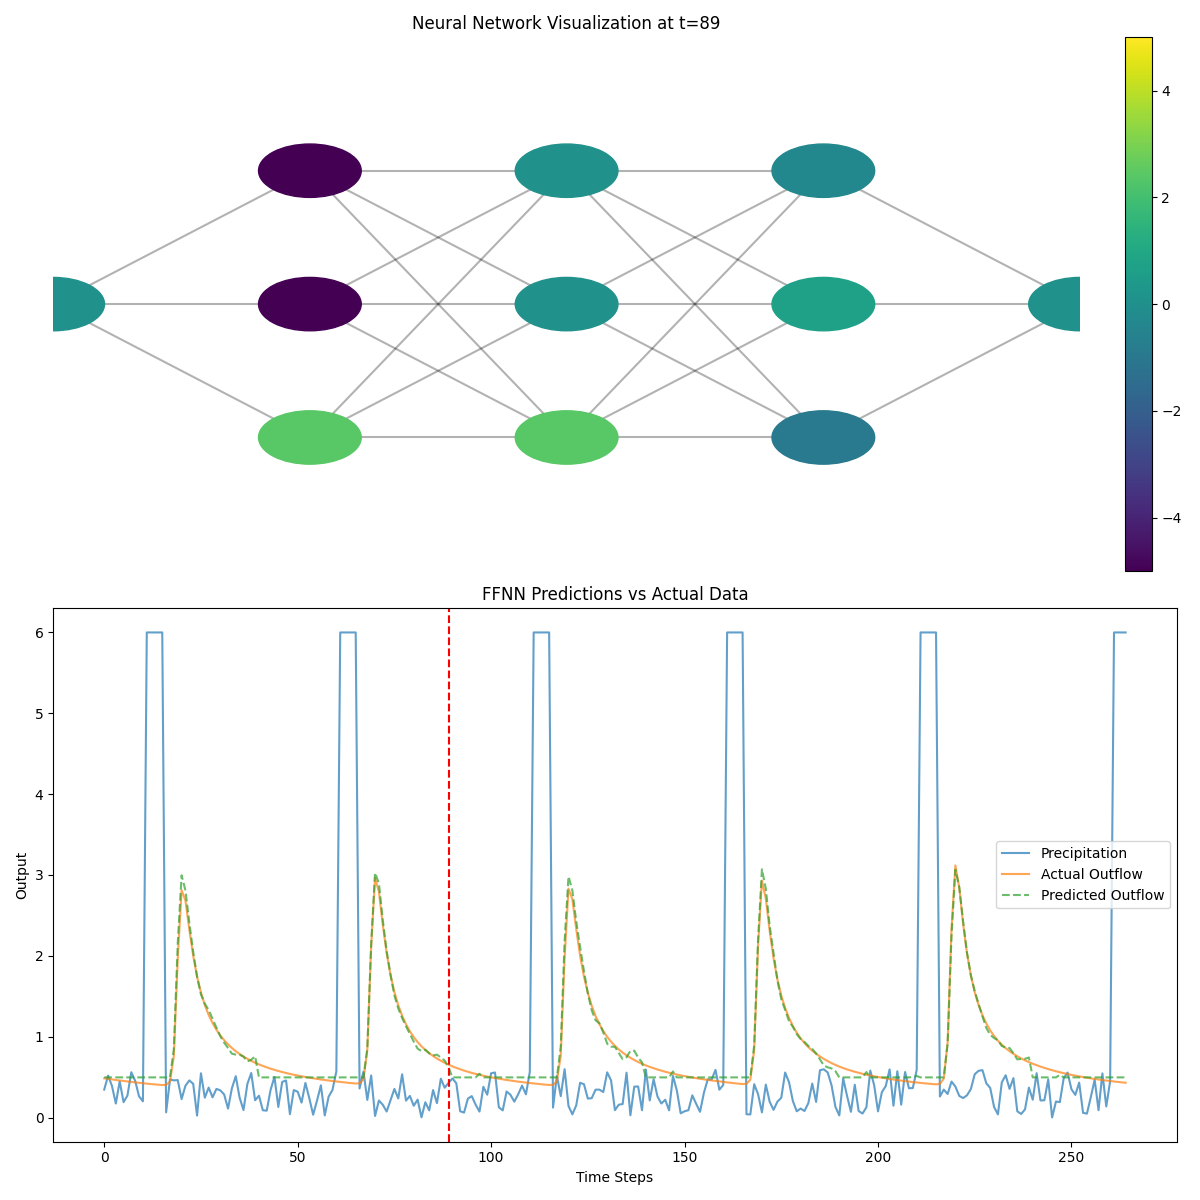 Neural Network Visualization at t=89
4
2
0
−2
−4
FFNN Predictions vs Actual Data
6
5
4
3
2
1
0
Output
Precipitation
Actual Outflow
Predicted Outflow
0 50 100 150 200 250
Time Steps